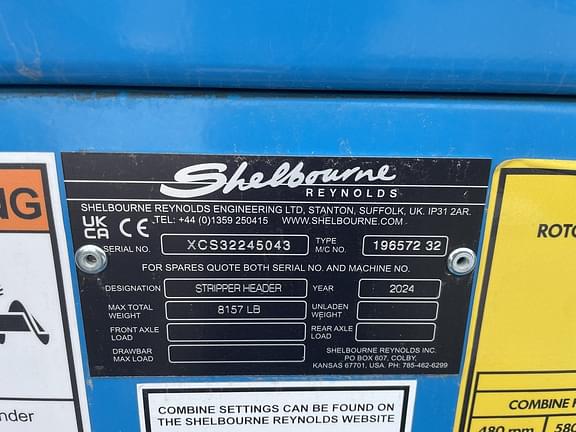 Shelbourne
REYNOLDS
SHELBOURNE REYNOLDS ENGINEERING LTD, STANTON, SUFFOLK, UK. IP31 2AR.
TEL: +44 (0)1359 250415 WWW.SHELBOURNE.COM
UK CA CE
SERIAL NO. XCS32245043 TYPE M/C NO. 196572 32
FOR SPARES QUOTE BOTH SERIAL NO. AND MACHINE NO.
DESIGNATION STRIPPER HEADER YEAR 2024
MAX TOTAL WEIGHT 8157 LB UNLADEN WEIGHT
FRONT AXLE LOAD REAR AXLE LOAD
DRAWBAR MAX LOAD
SHELBOURNE REYNOLDS INC.
PO BOX 607, COLBY,
KANSAS 67701, USA. PH: 785-462-6299
COMBINE SETTINGS CAN BE FOUND ON
THE SHELBOURNE REYNOLDS WEBSITE
NG
nder
ROTO
COMBINE
480 rpm 580